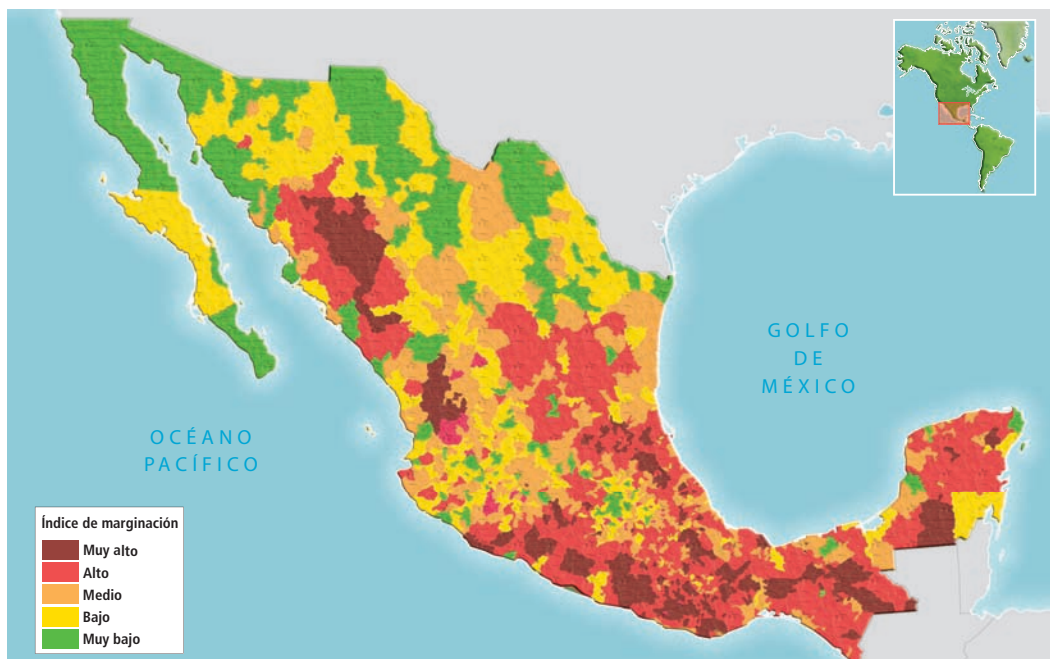 GOLFO
DE
MÉXICO
OCÉANO
PACÍFICO
Índice de marginación
Muy alto
Alto
Medio
Bajo
Muy bajo